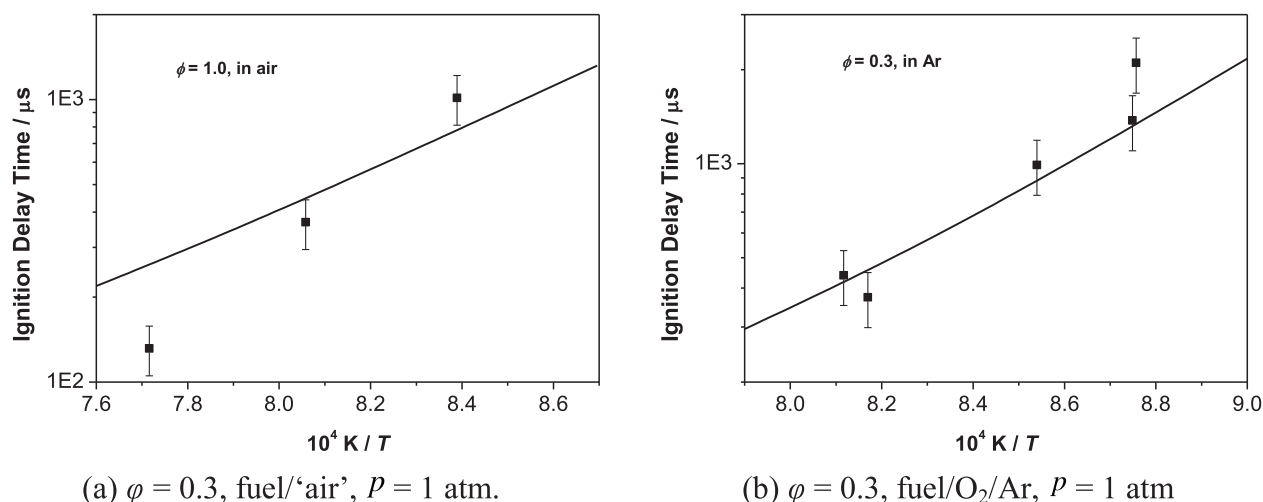 ϕ = 1.0, in air
1E3
1E2
Ignition Delay Time / μs
7.6 7.8 8.0 8.2 8.4 8.6
10⁴ K / T
(a) φ = 0.3, fuel/‘air’, p = 1 atm.
ϕ = 0.3, in Ar
1E3
Ignition Delay Time / μs
8.0 8.2 8.4 8.6 8.8 9.0
10⁴ K / T
(b) φ = 0.3, fuel/O₂/Ar, p = 1 atm